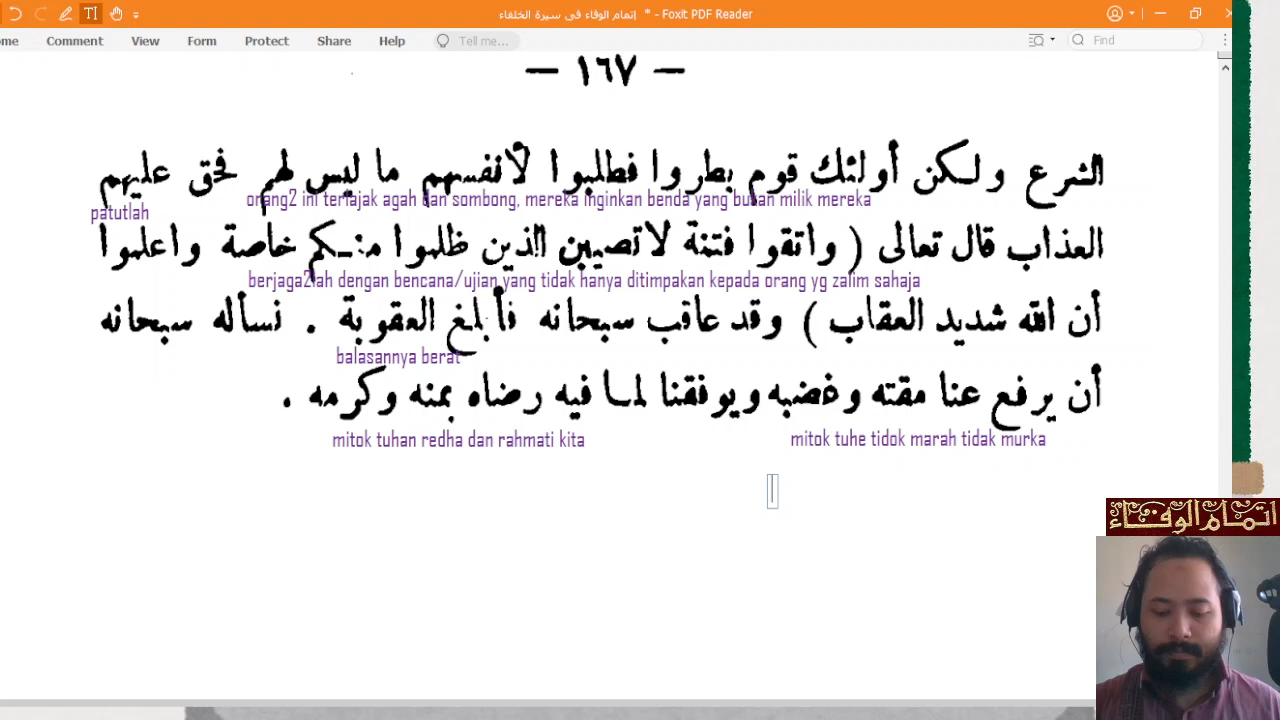 إتمام الوفاء في سيرة الخلفاء * - Foxit PDF Reader
ome Comment View Form Protect Share Help Tell me... Find
— ١٦٧ —
الشرع ولكن أولئك قوم بطروا فطلبوا لأنفسهم ما ليس لهم فحق عليهم
orang2 ini terlajak agah dan sombong, mereka inginkan benda yang bukan milik mereka
patutlah
العذاب قال تعالى ( واتقوا فتنة لا تصيبن الذين ظلموا منكم خاصة واعلموا
berjaga2lah dengan bencana/ujian yang tidak hanya ditimpakan kepada orang yg zalim sahaja
أن الله شديد العقاب ) وقد عاقب سبحانه فأبلغ العقوبة . نسأله سبحانه
balasannya berat
أن يرفع عنا مقته وغضبه ويوفقنا لما فيه رضاه بمنه وكرمه .
mitok tuhe tidok marah tidak murka
mitok tuhan redha dan rahmati kita
اتمام الوفاء